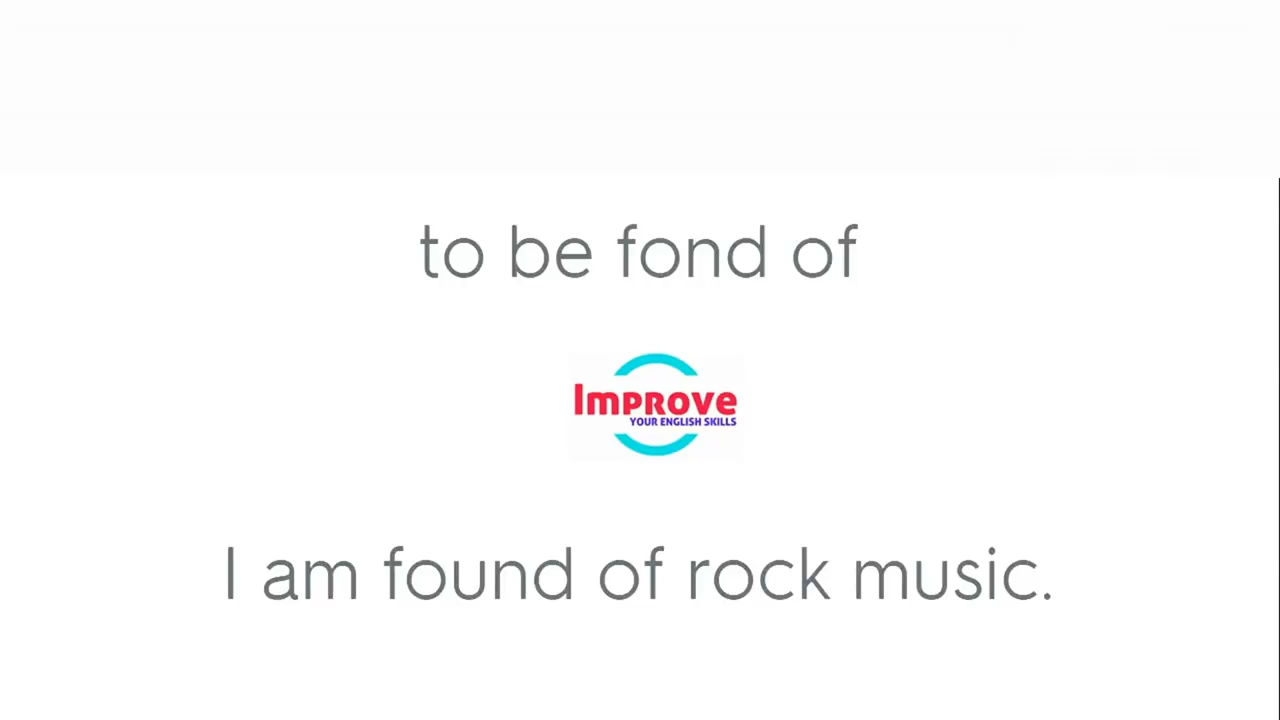 to be fond of
Improve
YOUR ENGLISH SKILLS
I am found of rock music.